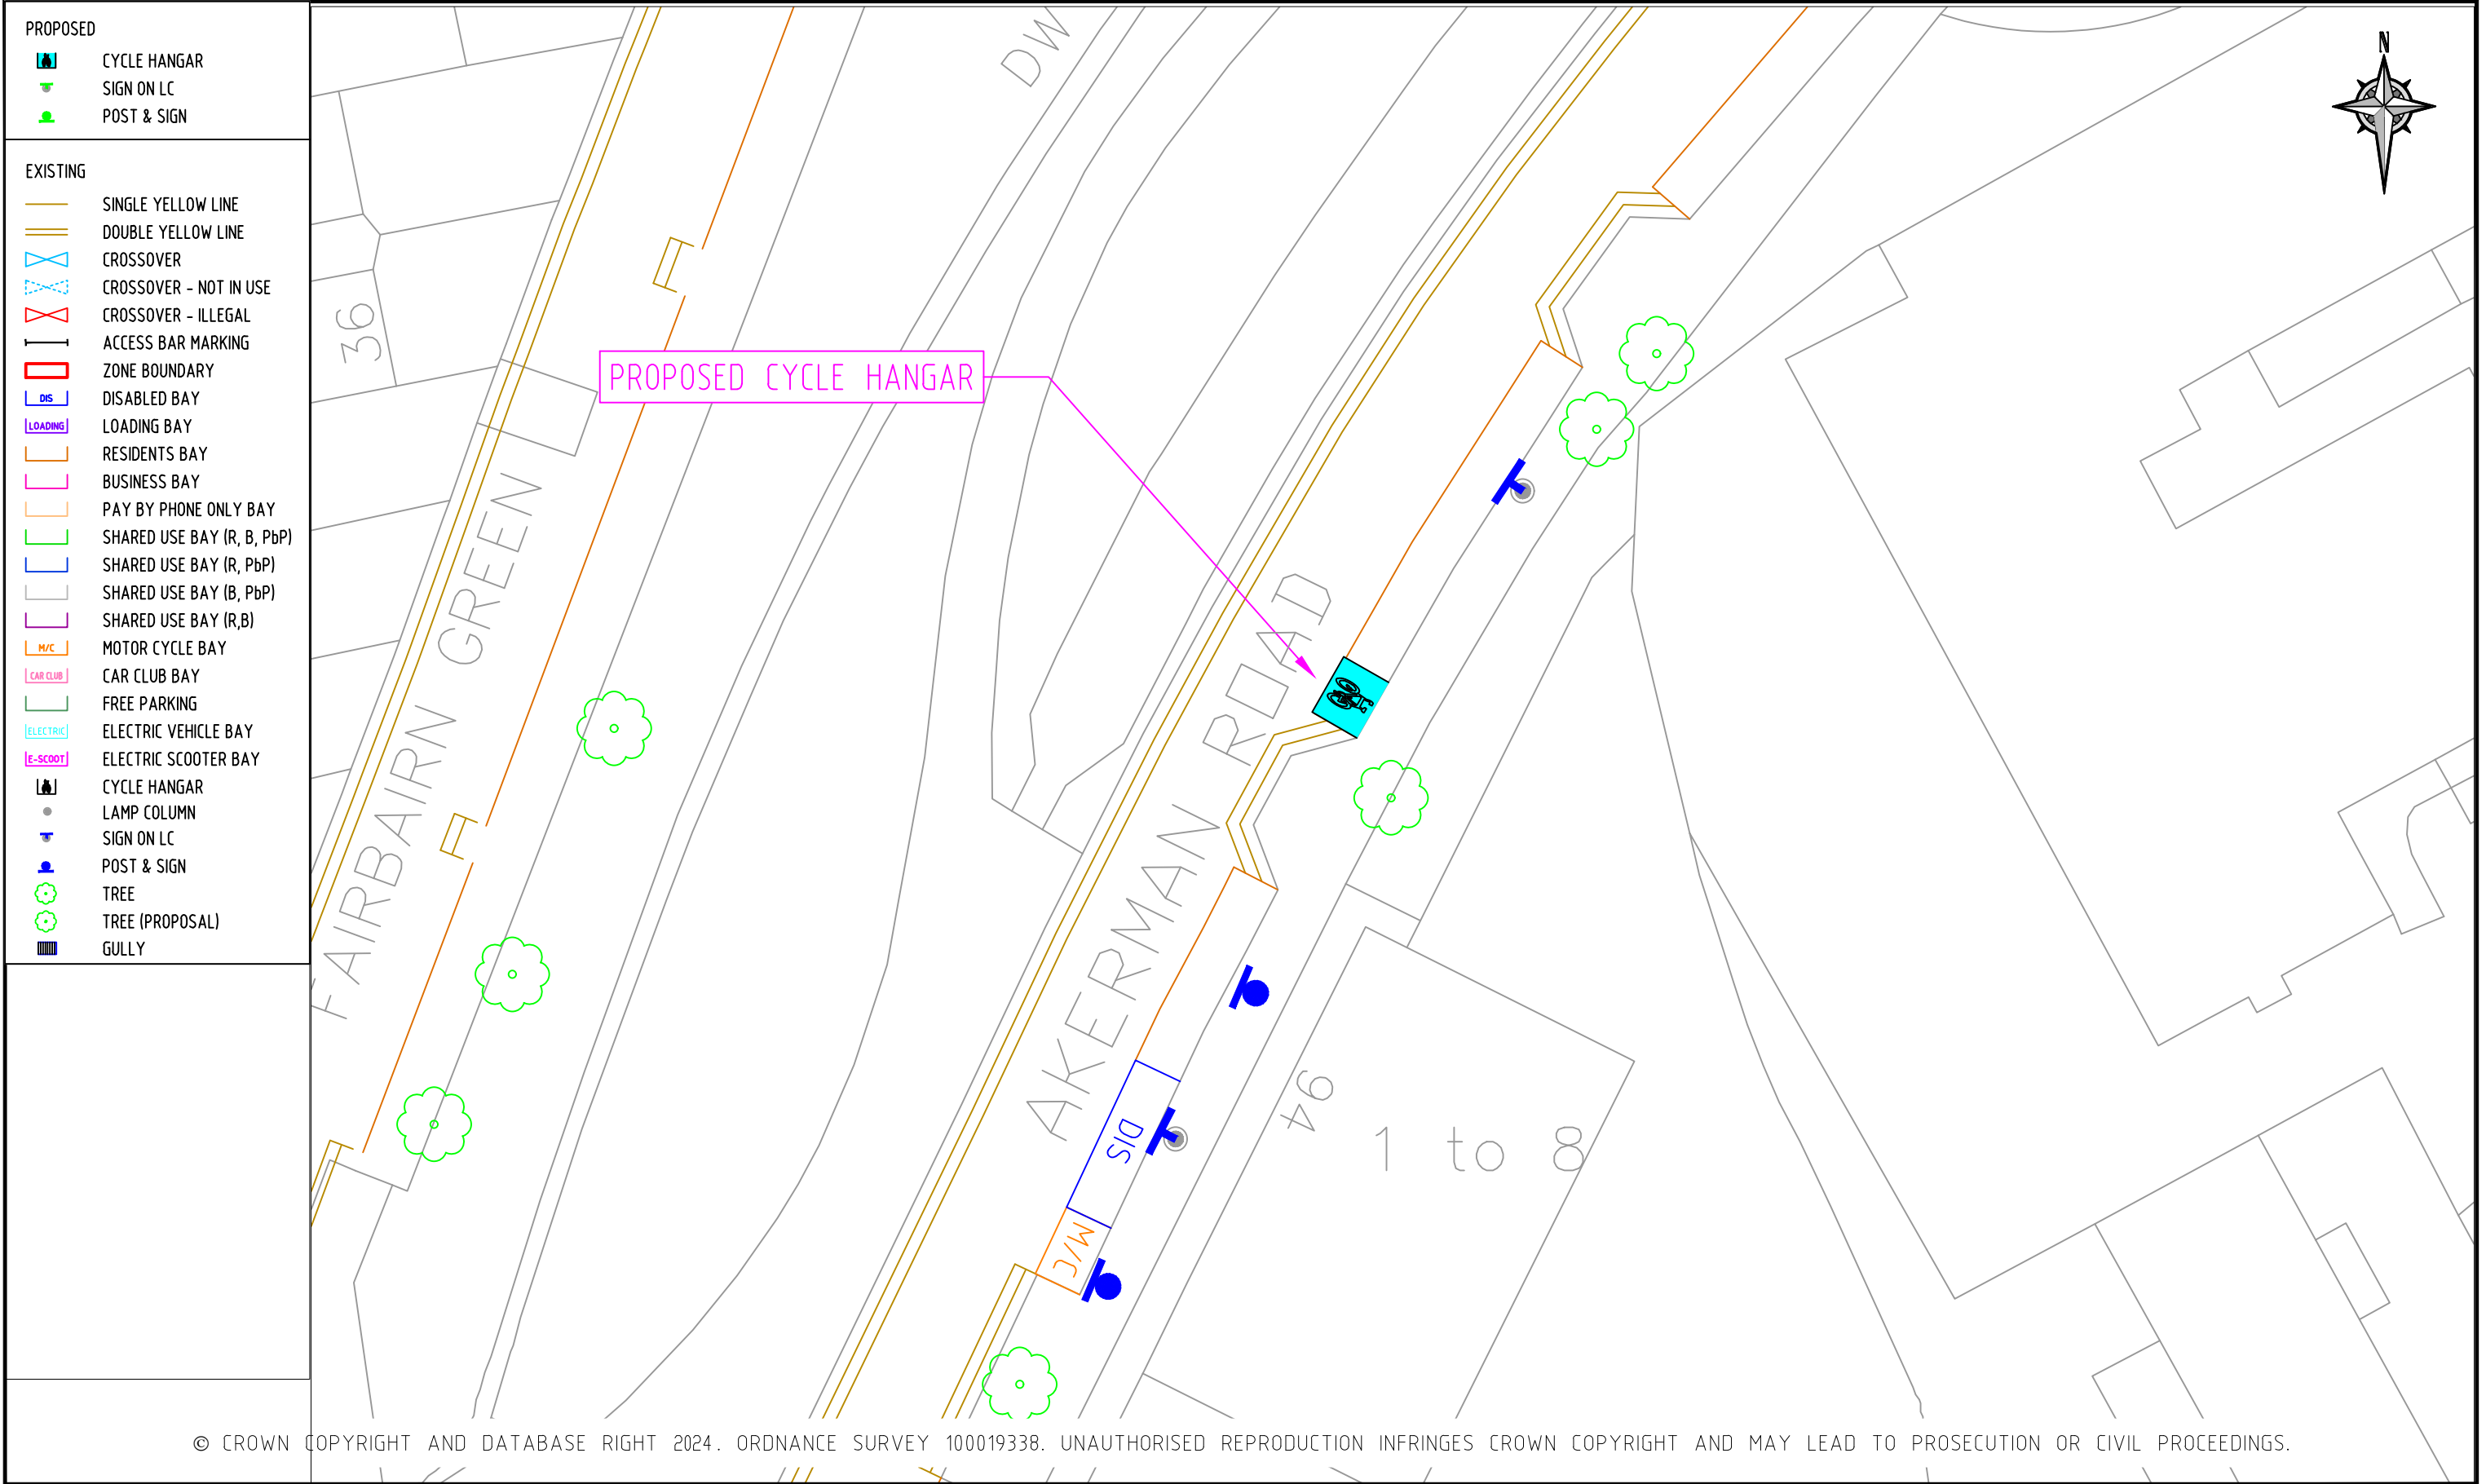 PROPOSED
CYCLE HANGAR
SIGN ON LC
POST & SIGN
EXISTING
SINGLE YELLOW LINE
DOUBLE YELLOW LINE
CROSSOVER
CROSSOVER - NOT IN USE
CROSSOVER - ILLEGAL
ACCESS BAR MARKING
ZONE BOUNDARY
DIS DISABLED BAY
LOADING LOADING BAY
RESIDENTS BAY
BUSINESS BAY
PAY BY PHONE ONLY BAY
SHARED USE BAY (R, B, PbP)
SHARED USE BAY (R, PbP)
SHARED USE BAY (B, PbP)
SHARED USE BAY (R,B)
M/C MOTOR CYCLE BAY
CAR CLUB CAR CLUB BAY
FREE PARKING
ELECTRIC ELECTRIC VEHICLE BAY
E-SCOOT ELECTRIC SCOOTER BAY
CYCLE HANGAR
LAMP COLUMN
SIGN ON LC
POST & SIGN
TREE
TREE (PROPOSAL)
GULLY
DW
N
36
PROPOSED CYCLE HANGAR
FAIRBAIRN GREEN
AKERMAN ROAD
DIS
M/C
94
1 to 8
© CROWN COPYRIGHT AND DATABASE RIGHT 2024. ORDNANCE SURVEY 100019338. UNAUTHORISED REPRODUCTION INFRINGES CROWN COPYRIGHT AND MAY LEAD TO PROSECUTION OR CIVIL PROCEEDINGS.